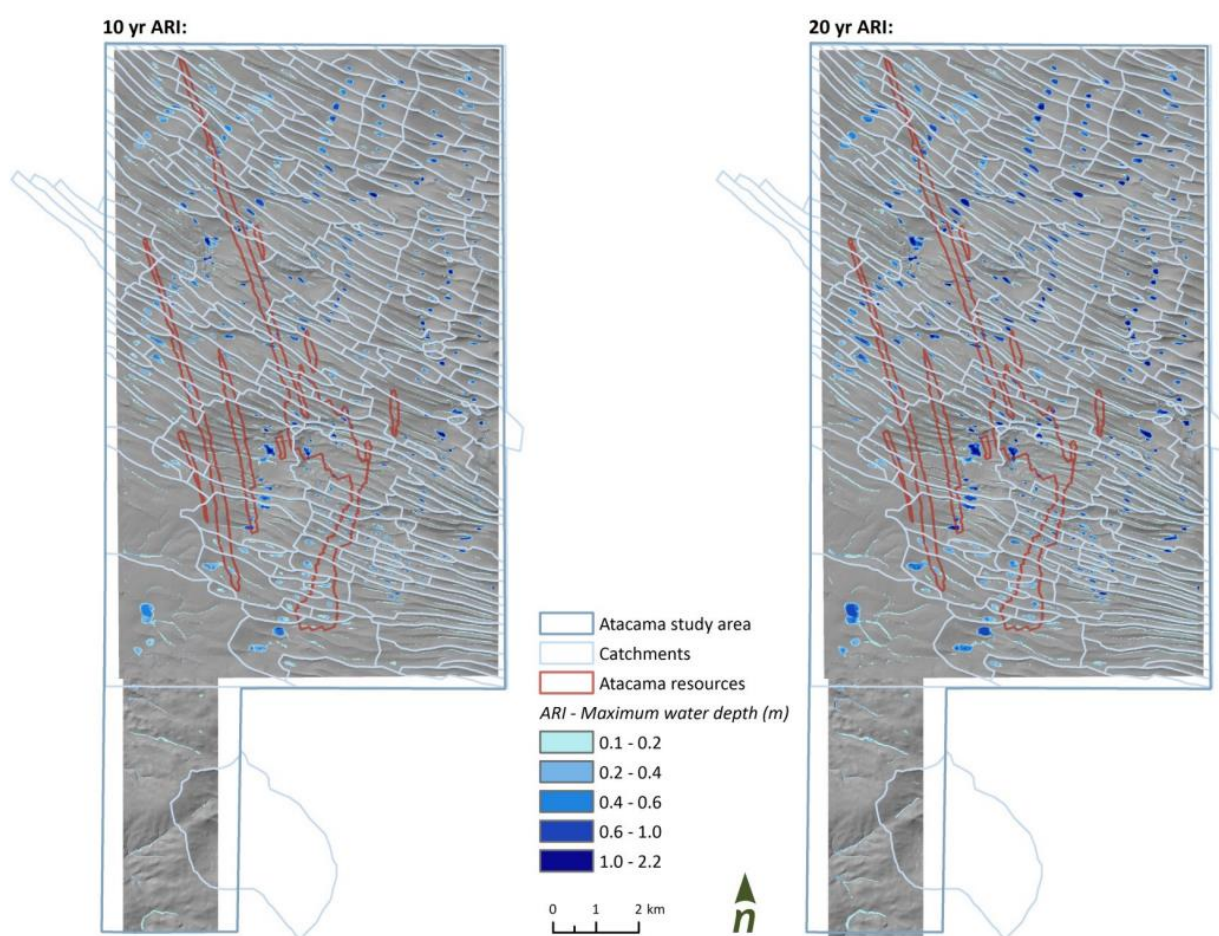 10 yr ARI:
20 yr ARI:
Atacama study area
Catchments
Atacama resources
ARI - Maximum water depth (m)
0.1 - 0.2
0.2 - 0.4
0.4 - 0.6
0.6 - 1.0
1.0 - 2.2
0 1 2 km
n